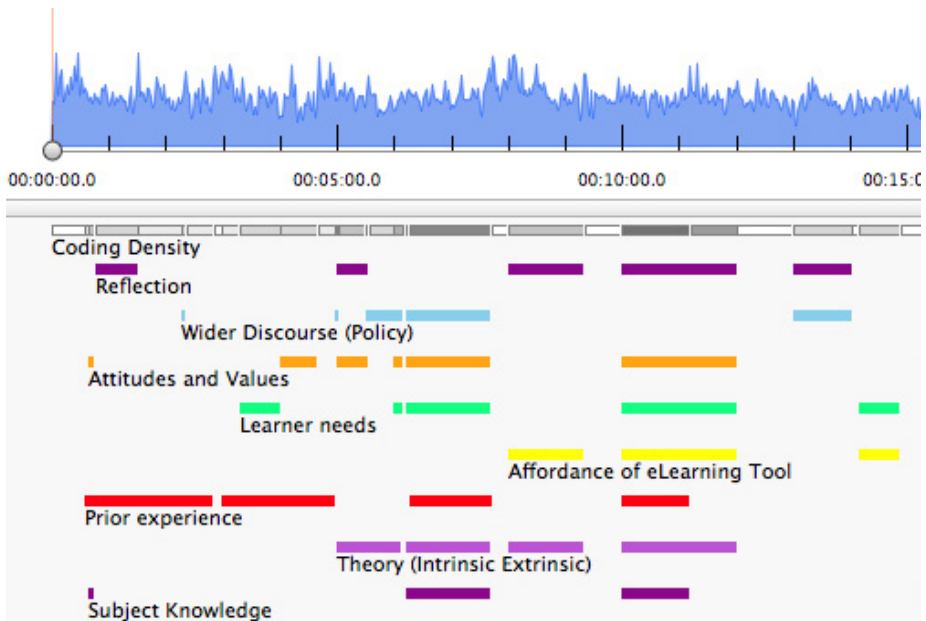 00:00:00.0 00:05:00.0 00:10:00.0 00:15:0
Coding Density
Reflection
Wider Discourse (Policy)
Attitudes and Values
Learner needs
Affordance of eLearning Tool
Prior experience
Theory (Intrinsic Extrinsic)
Subject Knowledge